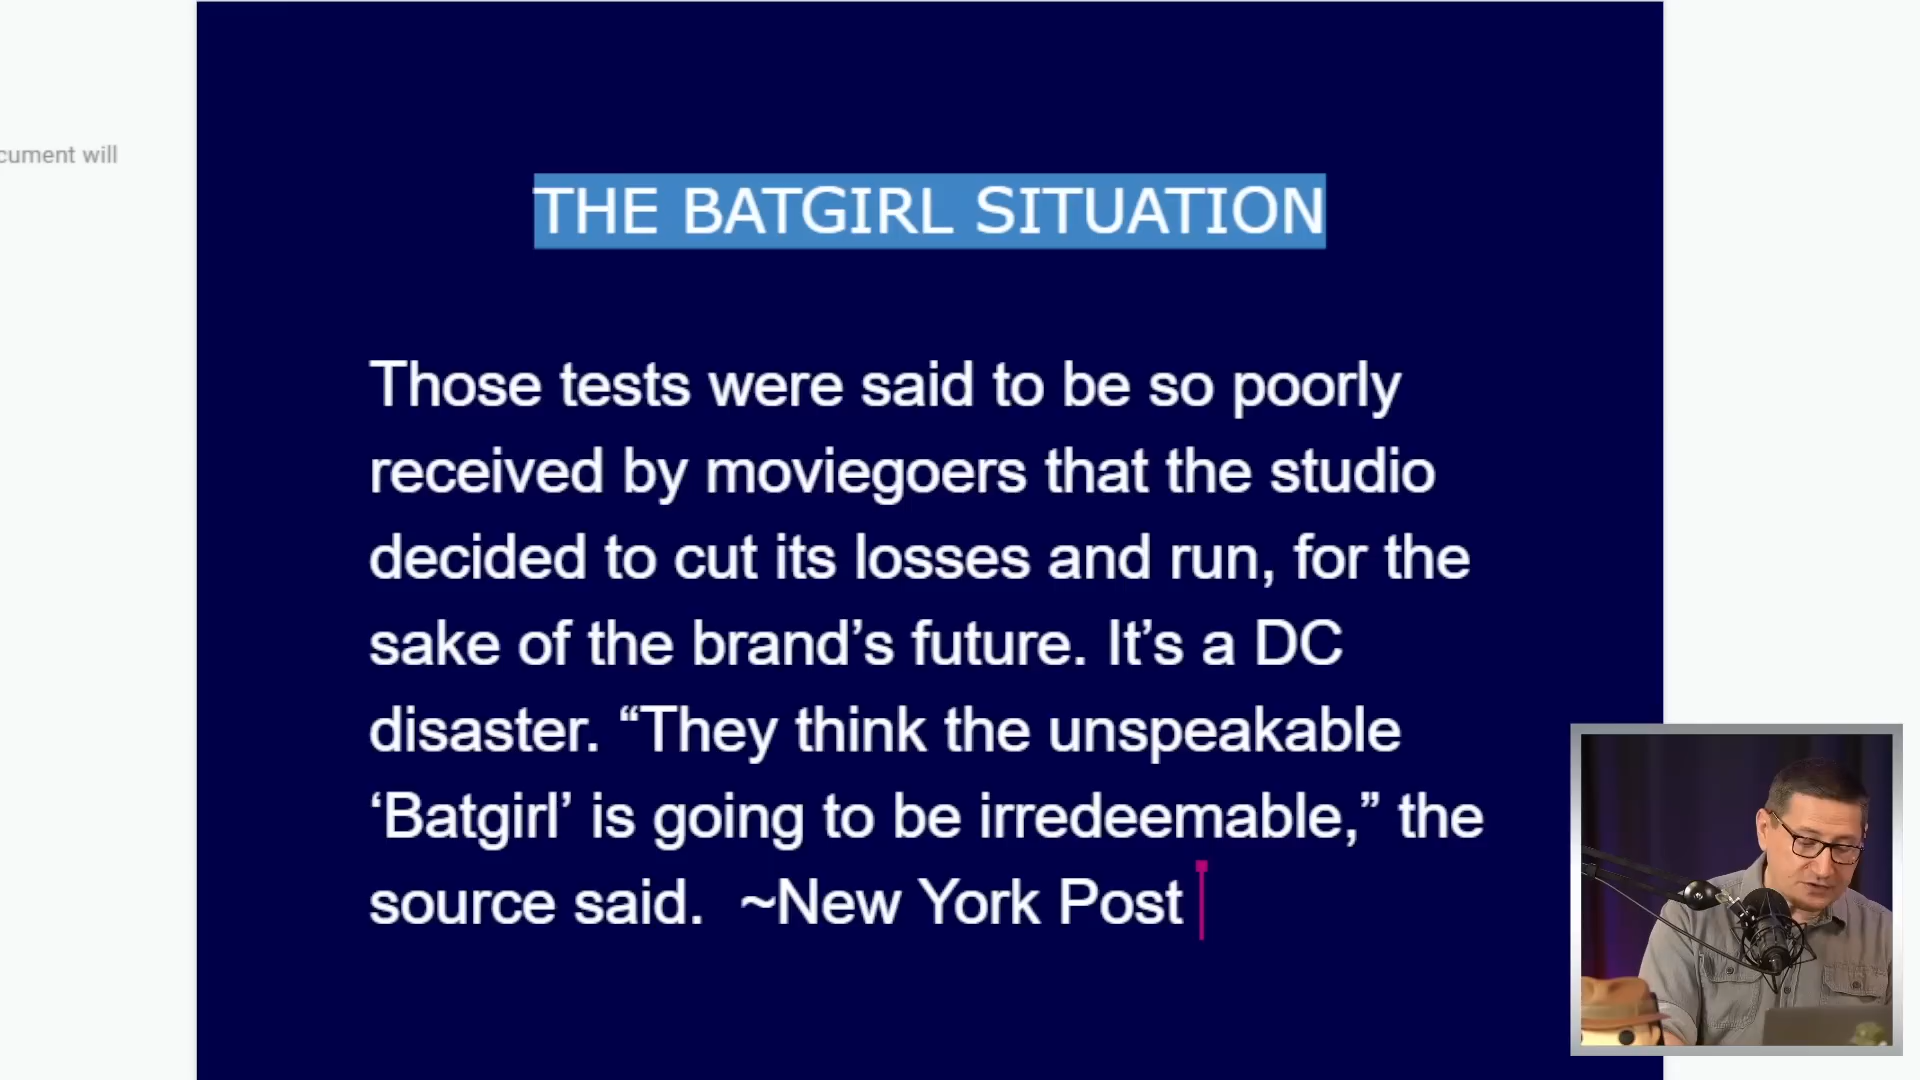 cument will
THE BATGIRL SITUATION
Those tests were said to be so poorly
received by moviegoers that the studio
decided to cut its losses and run, for the
sake of the brand’s future. It’s a DC
disaster. “They think the unspeakable
‘Batgirl’ is going to be irredeemable,” the
source said.  ~New York Post